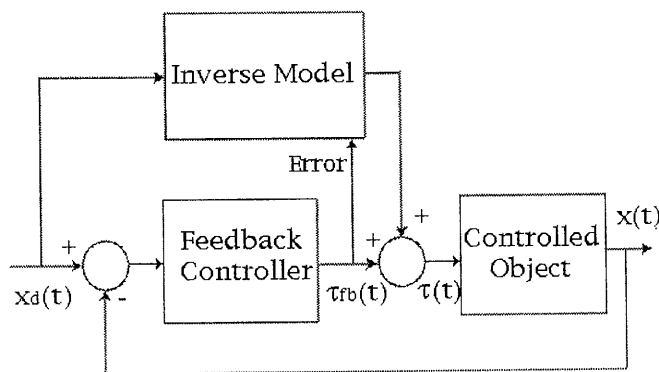 Inverse Model
Error
Feedback
Controller
Controlled
Object
x(t)
+
+
+
-
xd(t)
τfb(t)
τ(t)